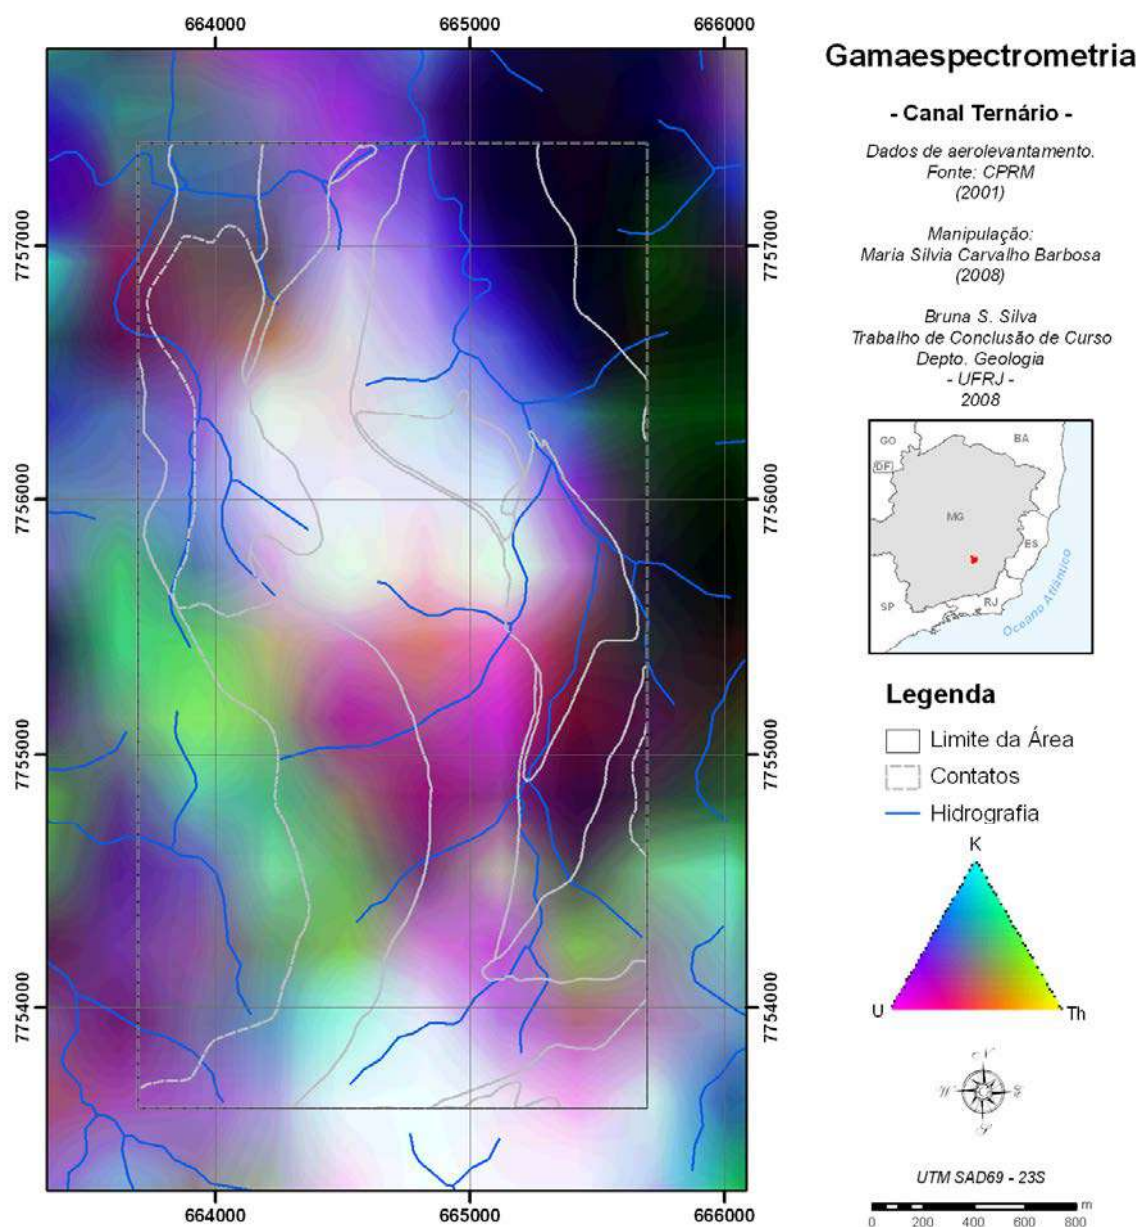 664000
665000
666000
7757000
7756000
7755000
7754000
7757000
7756000
7755000
7754000
664000
665000
666000
Gamaespectrometria
- Canal Ternário -
Dados de aerolevantamento.
Fonte: CPRM
(2001)
Manipulação:
Maria Silvia Carvalho Barbosa
(2008)
Bruna S. Silva
Trabalho de Conclusão de Curso
Depto. Geologia
- UFRJ -
2008
GO
BA
DF
MG
ES
SP
RJ
Oceano Atlântico
Legenda
Limite da Área
Contatos
Hidrografia
K
U
Th
N
W
E
S
UTM SAD69 - 23S
m
0 200 400 600 800